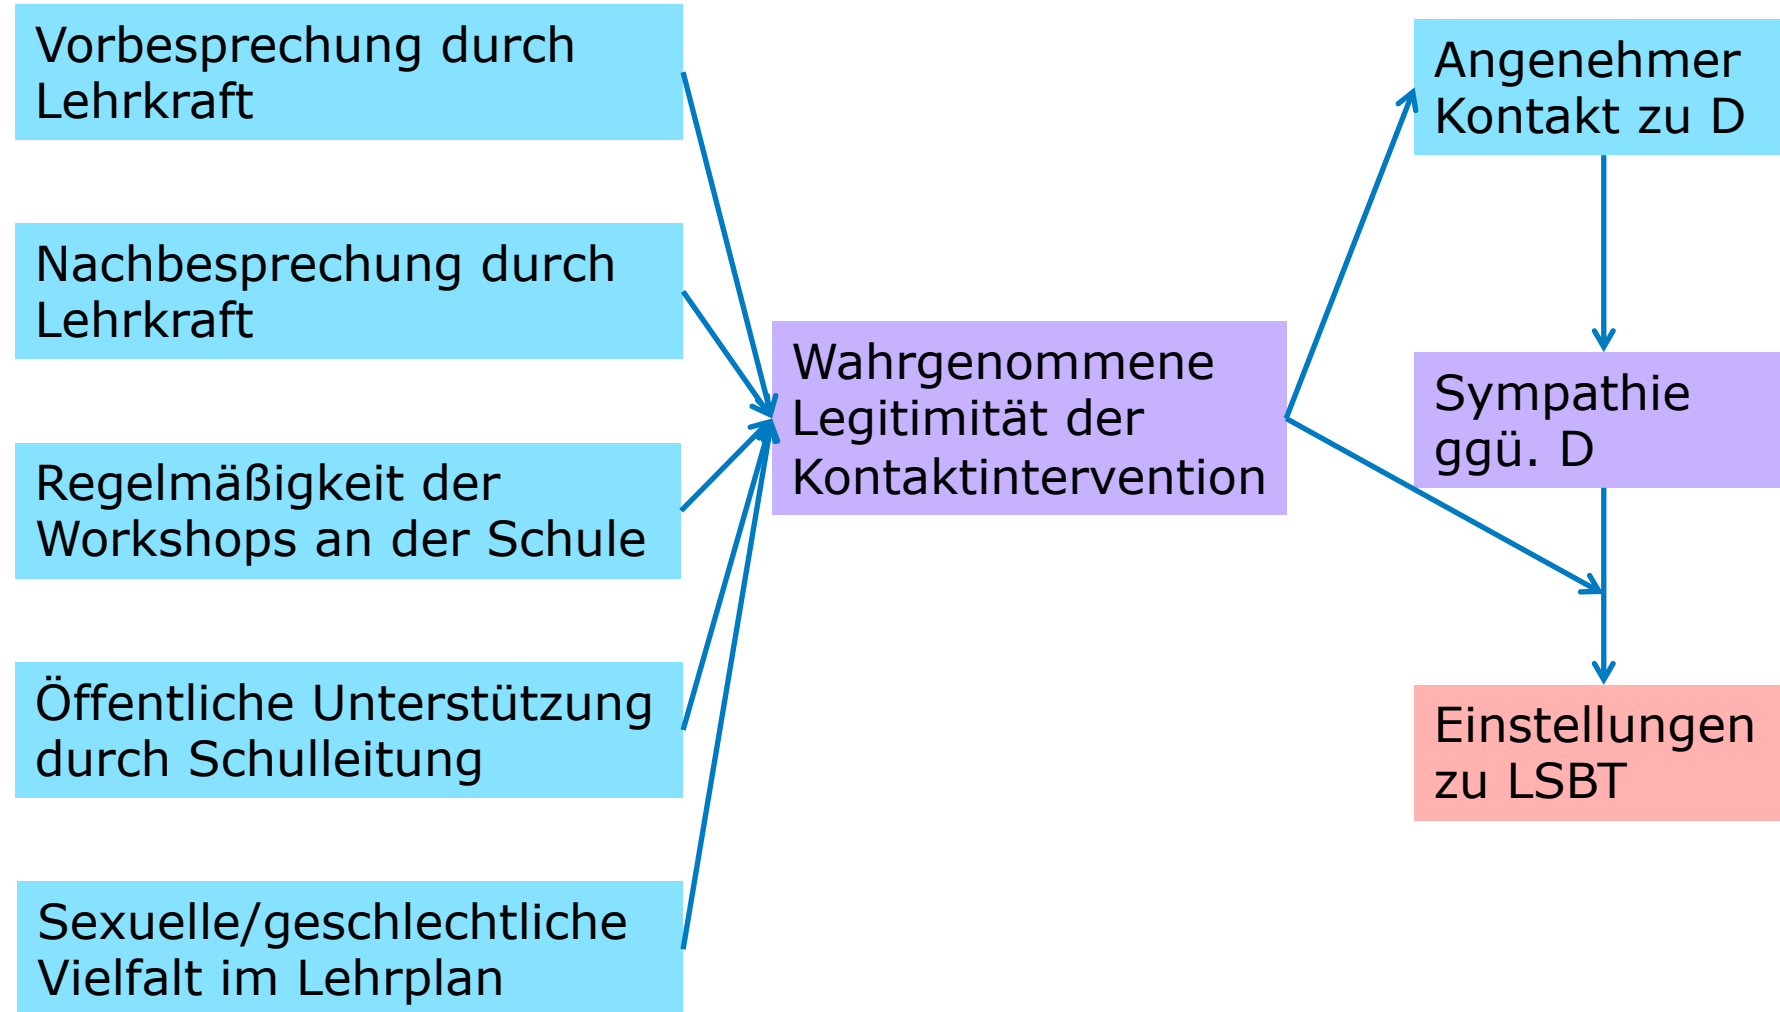 Vorbesprechung durch
Lehrkraft
Nachbesprechung durch
Lehrkraft
Regelmäßigkeit der
Workshops an der Schule
Öffentliche Unterstützung
durch Schulleitung
Sexuelle/geschlechtliche
Vielfalt im Lehrplan
Wahrgenommene
Legitimität der
Kontaktintervention
Angenehmer
Kontakt zu D
Sympathie
ggü. D
Einstellungen
zu LSBT